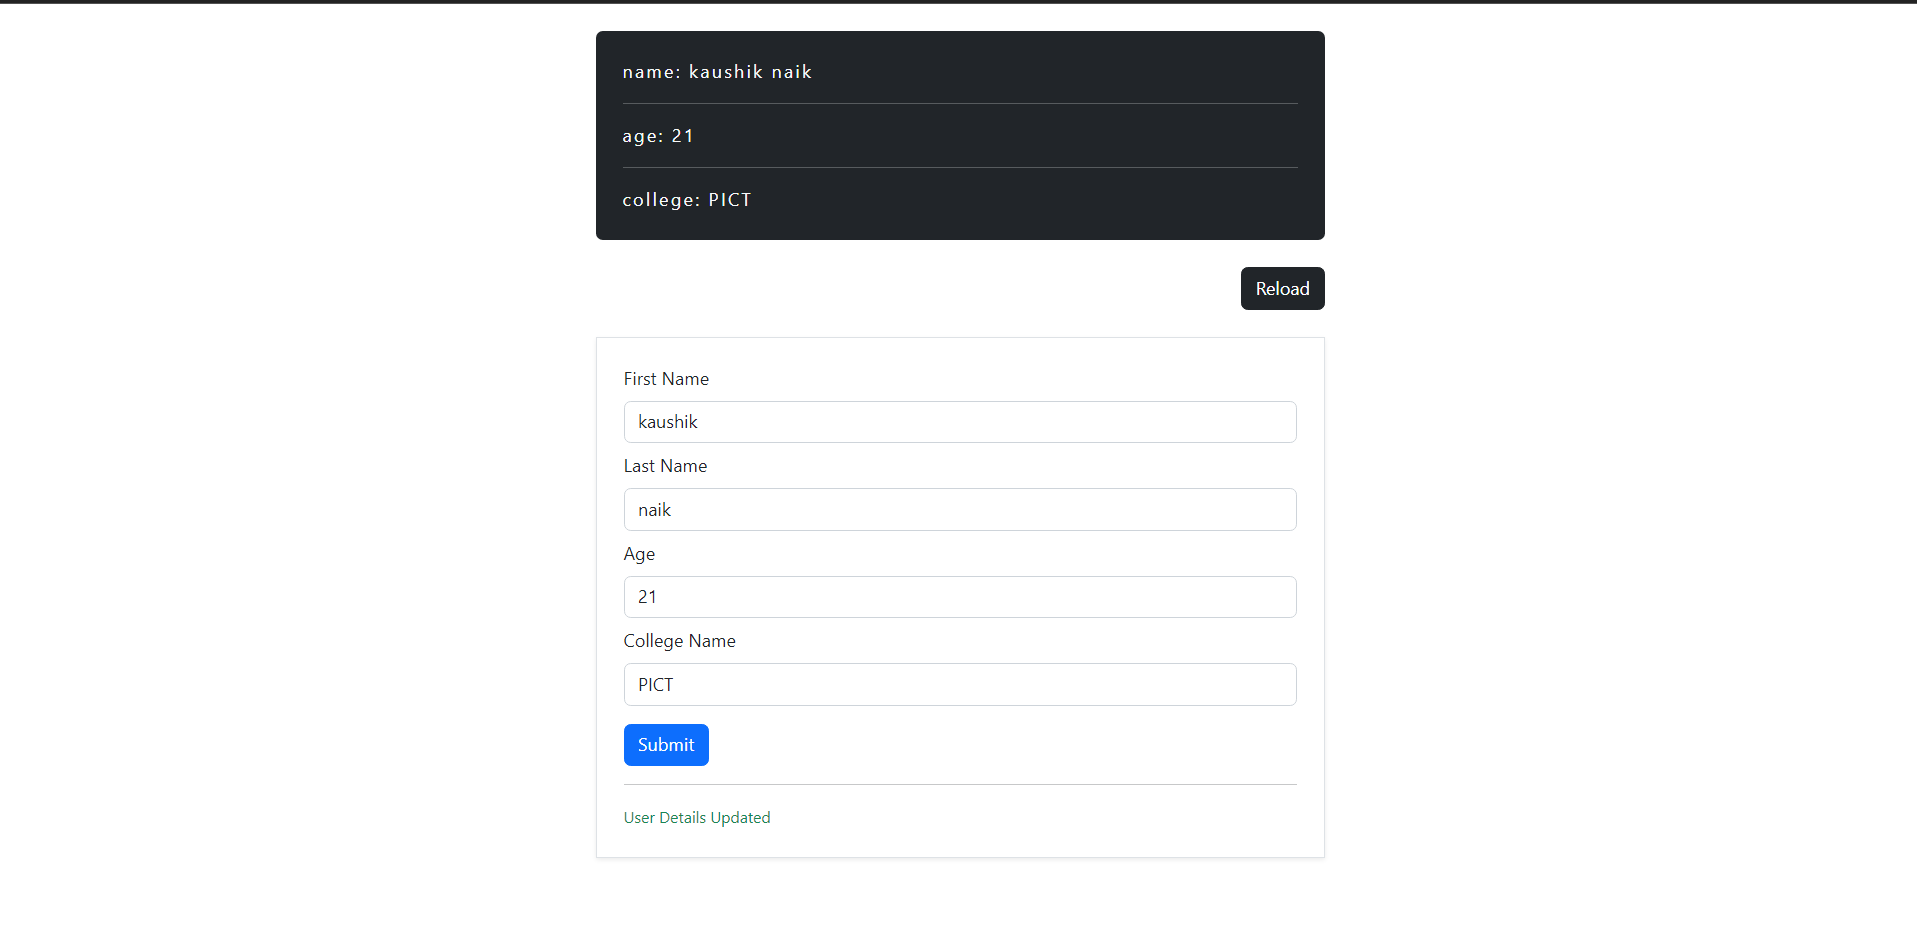 name: kaushik naik
age: 21
college: PICT
Reload
First Name
kaushik
Last Name
naik
Age
21
College Name
PICT
Submit
User Details Updated